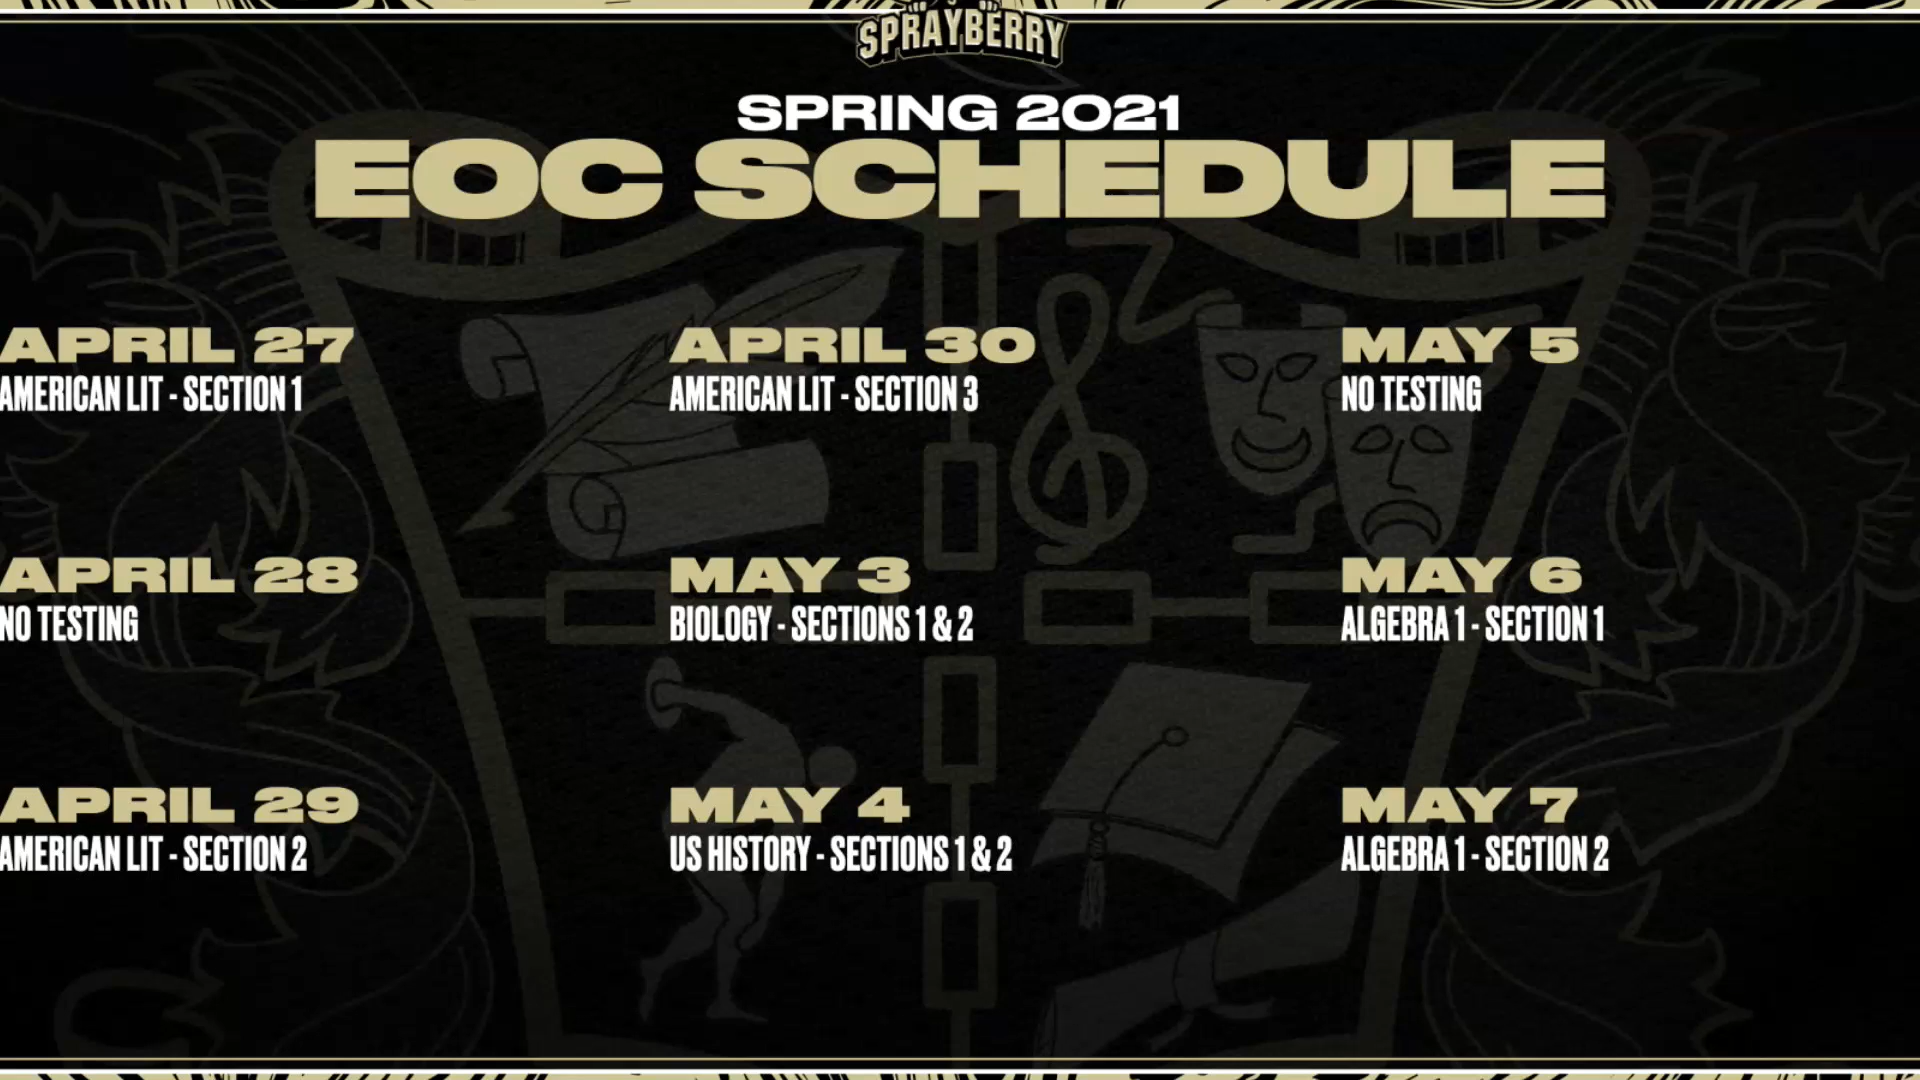 SPRAYBERRY
SPRING 2021
EOC SCHEDULE
APRIL 27
AMERICAN LIT - SECTION 1
APRIL 28
NO TESTING
APRIL 29
AMERICAN LIT - SECTION 2
APRIL 30
AMERICAN LIT - SECTION 3
MAY 3
BIOLOGY - SECTIONS 1 & 2
MAY 4
US HISTORY - SECTIONS 1 & 2
MAY 5
NO TESTING
MAY 6
ALGEBRA 1 - SECTION 1
MAY 7
ALGEBRA 1 - SECTION 2